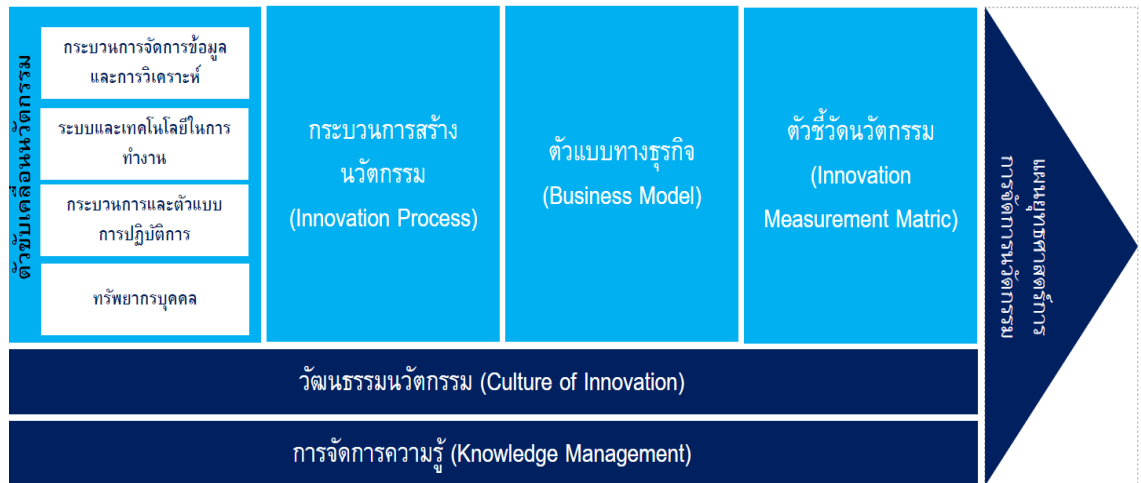 ตัวขับเคลื่อนนวัตกรรม
กระบวนการจัดการข้อมูล
และการวิเคราะห์
ระบบและเทคโนโลยีในการ
ทำงาน
กระบวนการและตัวแบบ
การปฏิบัติการ
ทรัพยากรบุคคล
กระบวนการสร้าง
นวัตกรรม
(Innovation Process)
ตัวแบบทางธุรกิจ
(Business Model)
ตัวชี้วัดนวัตกรรม
(Innovation
Measurement Matric)
แผนยุทธศาสตร์การ
การจัดการนวัตกรรม
วัฒนธรรมนวัตกรรม (Culture of Innovation)
การจัดการความรู้ (Knowledge Management)